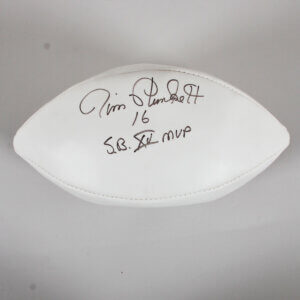 Jim Plunkett
16
S.B. XV MVP